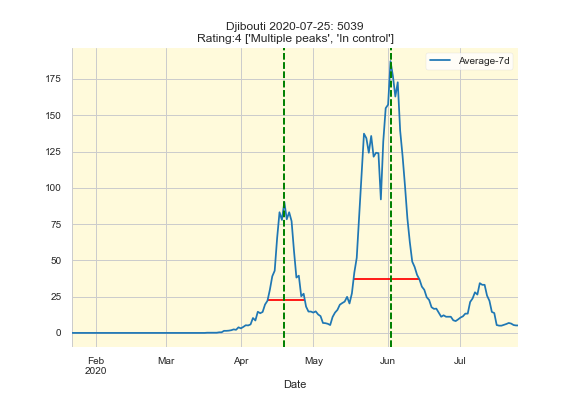 Djibouti 2020-07-25: 5039
Rating:4 ['Multiple peaks', 'In control']
Average-7d
175
150
125
100
75
50
25
0
Feb Mar Apr May Jun Jul
2020
Date